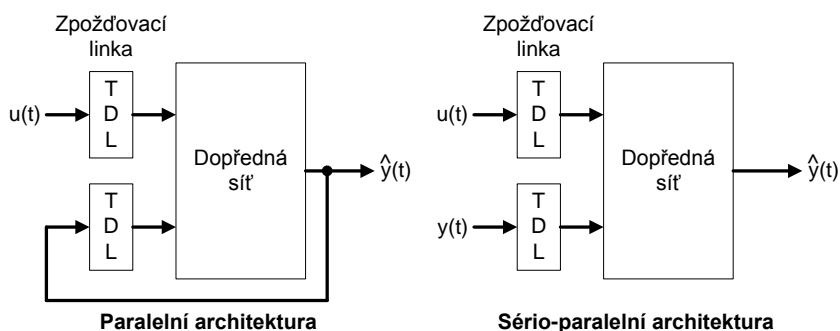 Zpožďovací
linka
T
D
L
u(t)
T
D
L
Dopředná
síť
ŷ(t)
Paralelní architektura
Zpožďovací
linka
T
D
L
u(t)
T
D
L
y(t)
Dopředná
síť
ŷ(t)
Sério-paralelní architektura